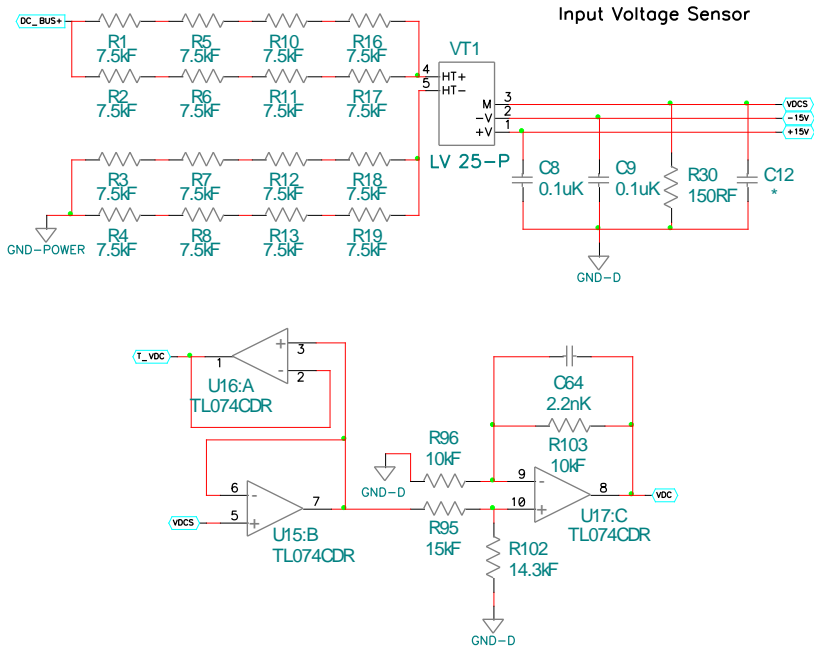 Input Voltage Sensor
DC_BUS+
R1 R5 R10 R16
7.5kF 7.5kF 7.5kF 7.5kF
VT1
4 HT+
5 HT-
R2 R6 R11 R17
7.5kF 7.5kF 7.5kF 7.5kF
M 3 VDCS
-V 2 -15V
+V 1 +15V
LV 25-P
R3 R7 R12 R18
7.5kF 7.5kF 7.5kF 7.5kF
C8 C9 R30 C12
0.1uK 0.1uK 150RF *
R4 R8 R13 R19
7.5kF 7.5kF 7.5kF 7.5kF
GND-POWER
GND-D
T_VDC
1 + 3
- 2
U16:A
TL074CDR
C64
2.2nK
R96
10kF
R103
10kF
GND-D
6 - 7
VDCS 5 +
U15:B
TL074CDR
R95
15kF
9 - 8 VDC
10 +
U17:C
TL074CDR
R102
14.3kF
GND-D